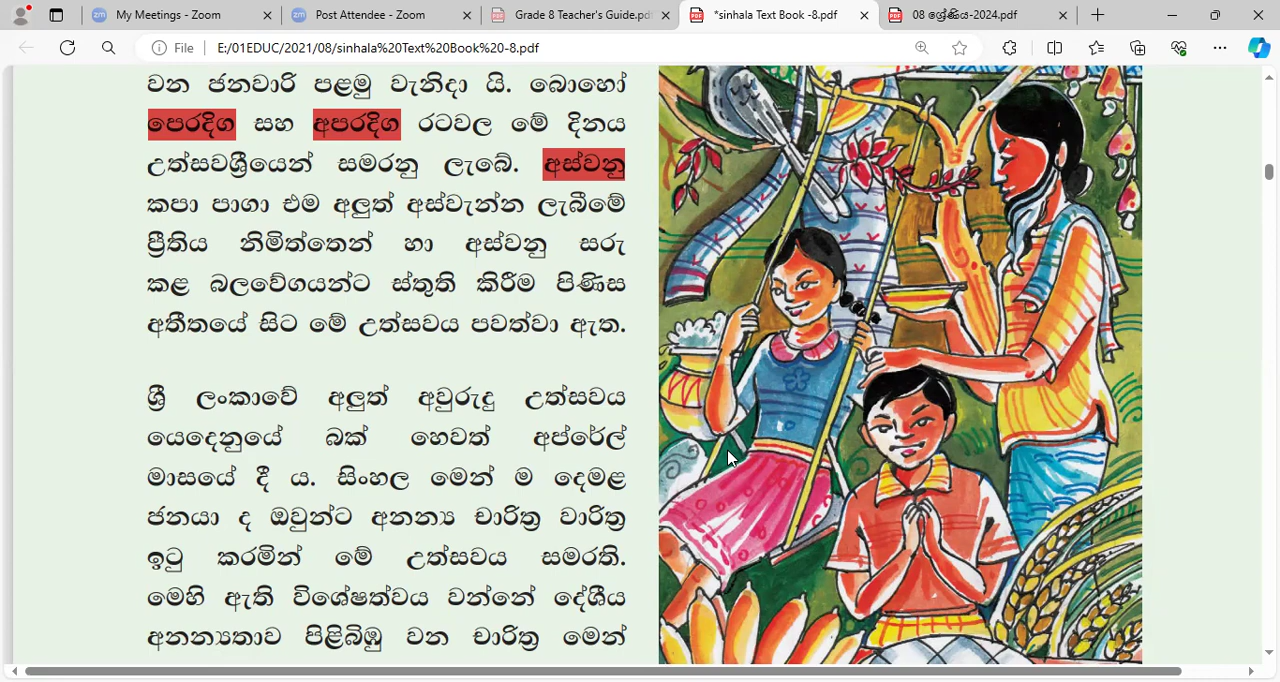 My Meetings - Zoom
Post Attendee - Zoom
Grade 8 Teacher's Guide.pdf
*sinhala Text Book -8.pdf
08 ශ්‍රේණිය-2024.pdf
File
E:/01EDUC/2021/08/sinhala%20Text%20Book%20-8.pdf
වන ජනවාරි පළමු වැනිදා යි. බොහෝ
පෙරදිග සහ අපරදිග රටවල මේ දිනය
උත්සවශ්‍රීයෙන් සමරනු ලැබේ. අස්වනු
කපා පාගා එම අලුත් අස්වැන්න ලැබීමේ
ප්‍රීතිය නිමිත්තෙන් හා අස්වනු සරු
කළ බලවේගයන්ට ස්තුති කිරීම පිණිස
අතීතයේ සිට මේ උත්සවය පවත්වා ඇත.
ශ්‍රී ලංකාවේ අලුත් අවුරුදු උත්සවය
යෙදෙනුයේ බක් හෙවත් අප්රේල්
මාසයේ දී ය. සිංහල මෙන් ම දෙමළ
ජනයා ද ඔවුන්ට අනන්‍ය චාරිත්‍ර වාරිත්‍ර
ඉටු කරමින් මේ උත්සවය සමරති.
මෙහි ඇති විශේෂත්වය වන්නේ දේශීය
අනන්‍යතාව පිළිබිඹු වන චාරිත්‍ර මෙන්